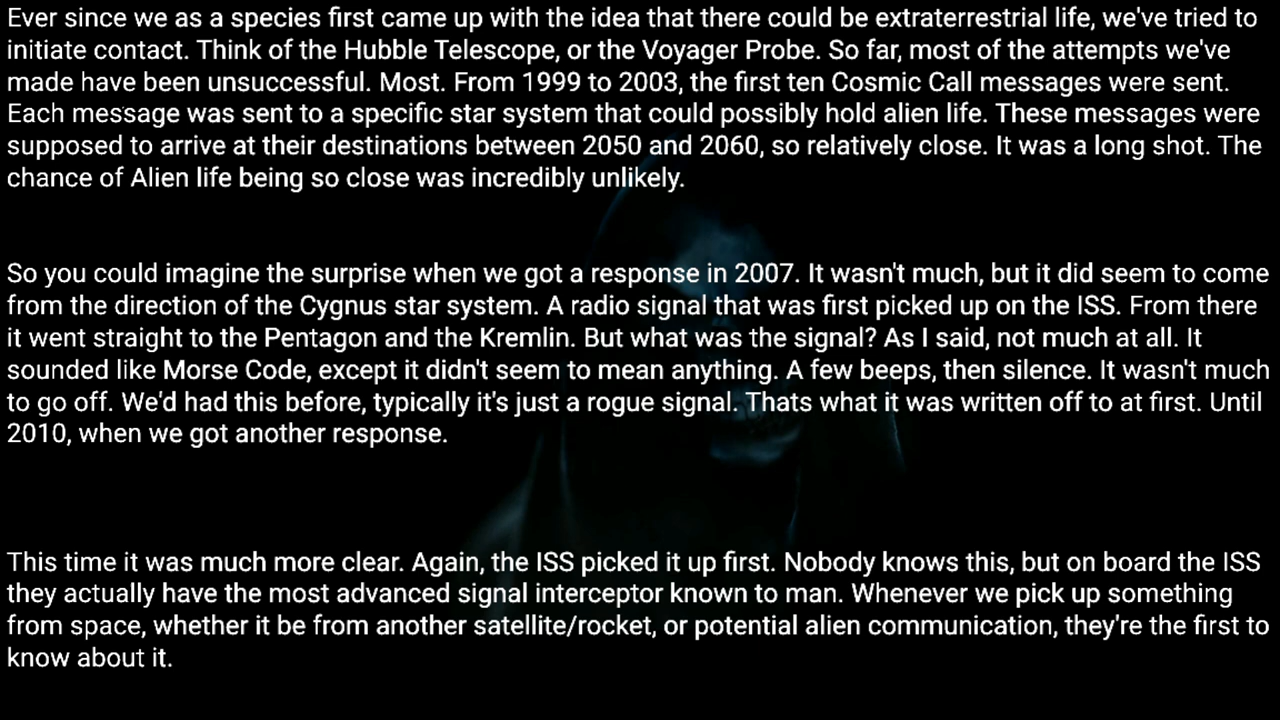 Ever since we as a species first came up with the idea that there could be extraterrestrial life, we've tried to
initiate contact. Think of the Hubble Telescope, or the Voyager Probe. So far, most of the attempts we've
made have been unsuccessful. Most. From 1999 to 2003, the first ten Cosmic Call messages were sent.
Each message was sent to a specific star system that could possibly hold alien life. These messages were
supposed to arrive at their destinations between 2050 and 2060, so relatively close. It was a long shot. The
chance of Alien life being so close was incredibly unlikely.
So you could imagine the surprise when we got a response in 2007. It wasn't much, but it did seem to come
from the direction of the Cygnus star system. A radio signal that was first picked up on the ISS. From there
it went straight to the Pentagon and the Kremlin. But what was the signal? As I said, not much at all. It
sounded like Morse Code, except it didn't seem to mean anything. A few beeps, then silence. It wasn't much
to go off. We'd had this before, typically it's just a rogue signal. Thats what it was written off to at first. Until
2010, when we got another response.
This time it was much more clear. Again, the ISS picked it up first. Nobody knows this, but on board the ISS
they actually have the most advanced signal interceptor known to man. Whenever we pick up something
from space, whether it be from another satellite/rocket, or potential alien communication, they're the first to
know about it.